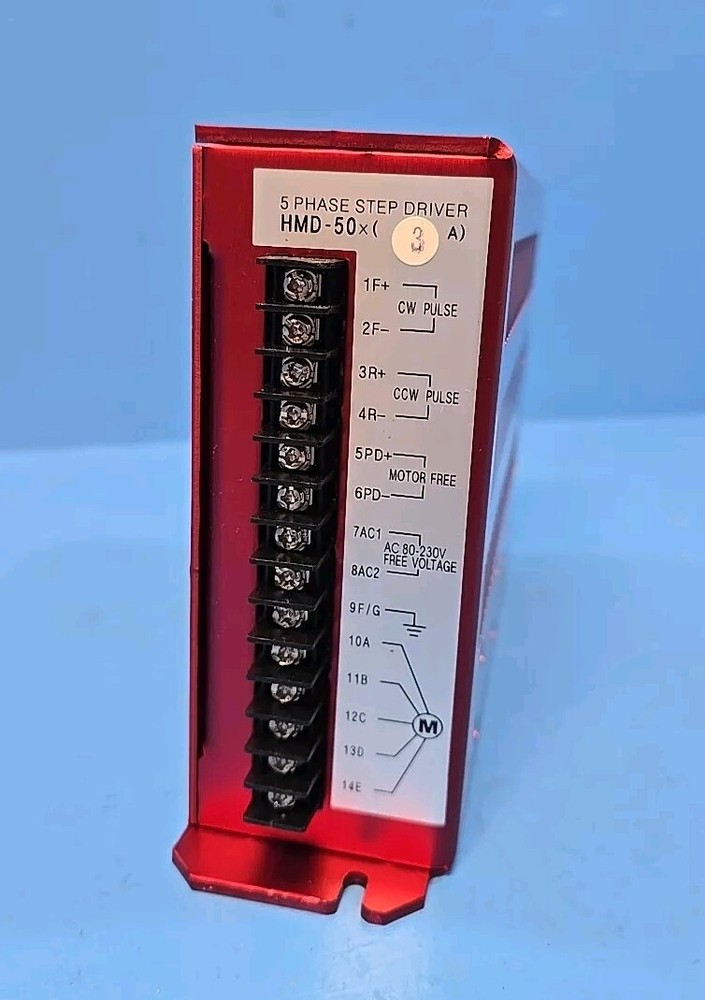 5 PHASE STEP DRIVER
HMD-50×( 3 A)
1F+
CW PULSE
2F-
3R+
CCW PULSE
4R-
5PD+
MOTOR FREE
6PD-
7AC1
AC 80-230V
FREE VOLTAGE
8AC2
9F/G
10A
11B
12C
M
13D
14E